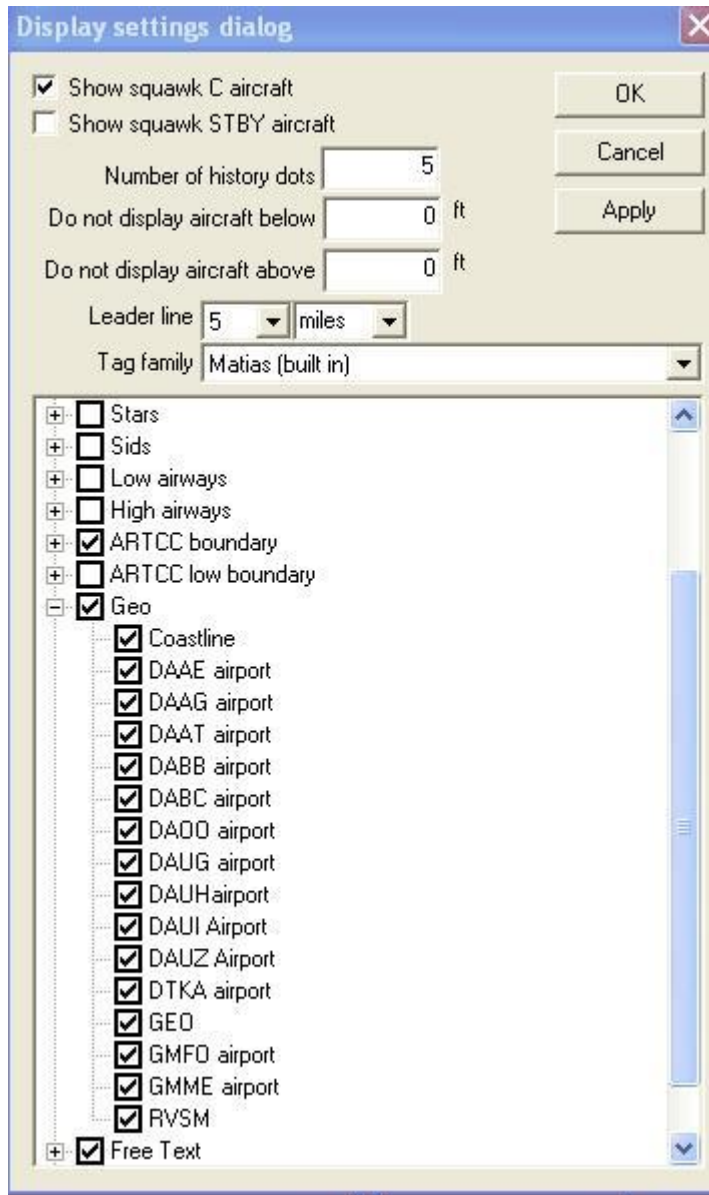 Display settings dialog
Show squawk C aircraft
OK
Show squawk STBY aircraft
Cancel
Number of history dots 5
Do not display aircraft below 0 ft
Apply
Do not display aircraft above 0 ft
Leader line 5 miles
Tag family Matias (built in)
Stars
Sids
Low airways
High airways
ARTCC boundary
ARTCC low boundary
Geo
Coastline
DAAE airport
DAAG airport
DAAT airport
DABB airport
DABC airport
DAOO airport
DAUG airport
DAUHairport
DAUI Airport
DAUZ Airport
DTKA airport
GEO
GMFO airport
GMME airport
RVSM
Free Text